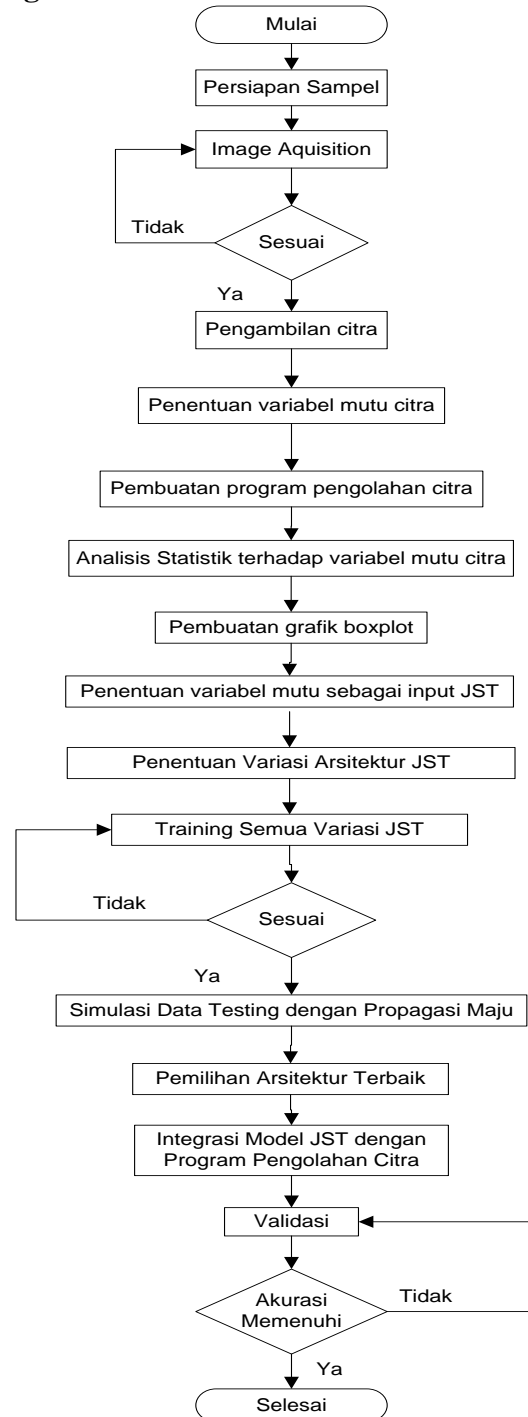 Mulai
Persiapan Sampel
Image Aquisition
Tidak
Sesuai
Ya
Pengambilan citra
Penentuan variabel mutu citra
Pembuatan program pengolahan citra
Analisis Statistik terhadap variabel mutu citra
Pembuatan grafik boxplot
Penentuan variabel mutu sebagai input JST
Penentuan Variasi Arsitektur JST
Training Semua Variasi JST
Tidak
Sesuai
Ya
Simulasi Data Testing dengan Propagasi Maju
Pemilihan Arsitektur Terbaik
Integrasi Model JST dengan
Program Pengolahan Citra
Validasi
Akurasi
Memenuhi
Tidak
Ya
Selesai